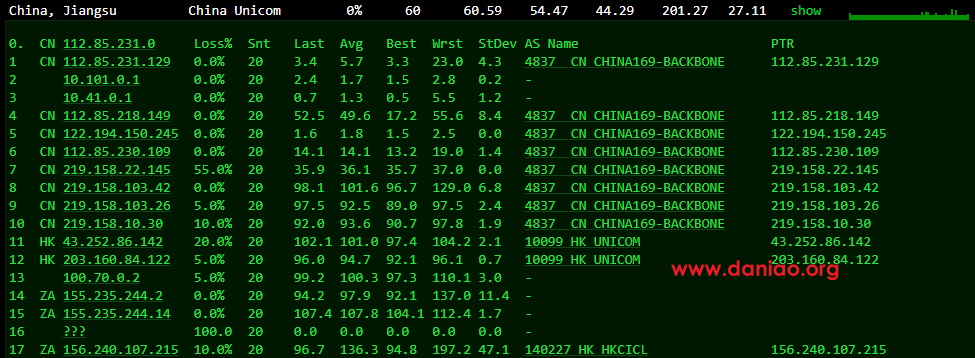 China, Jiangsu China Unicom 0% 60 60.59 54.47 44.29 201.27 27.11 show
0. CN 112.85.231.0 Loss% Snt Last Avg Best Wrst StDev AS Name PTR
1 CN 112.85.231.129 0.0% 20 3.4 5.7 3.3 23.0 4.3 4837 CN CHINA169-BACKBONE 112.85.231.129
2 10.101.0.1 0.0% 20 2.4 1.7 1.5 2.8 0.2 -
3 10.41.0.1 0.0% 20 0.7 1.3 0.5 5.5 1.2 -
4 CN 112.85.218.149 0.0% 20 52.5 49.6 17.2 55.6 8.4 4837 CN CHINA169-BACKBONE 112.85.218.149
5 CN 122.194.150.245 0.0% 20 1.6 1.8 1.5 2.5 0.0 4837 CN CHINA169-BACKBONE 122.194.150.245
6 CN 112.85.230.109 0.0% 20 14.1 14.1 13.2 19.0 1.4 4837 CN CHINA169-BACKBONE 112.85.230.109
7 CN 219.158.22.145 55.0% 20 35.9 36.1 35.7 37.0 0.0 4837 CN CHINA169-BACKBONE 219.158.22.145
8 CN 219.158.103.42 0.0% 20 98.1 101.6 96.7 129.0 6.8 4837 CN CHINA169-BACKBONE 219.158.103.42
9 CN 219.158.103.26 5.0% 20 97.5 92.5 89.0 97.5 2.4 4837 CN CHINA169-BACKBONE 219.158.103.26
10 CN 219.158.10.30 10.0% 20 92.0 93.6 90.7 97.8 1.9 4837 CN CHINA169-BACKBONE 219.158.10.30
11 HK 43.252.86.142 20.0% 20 102.1 101.0 97.4 104.2 2.1 10099 HK UNICOM 43.252.86.142
12 HK 203.160.84.122 5.0% 20 96.0 94.7 92.1 96.1 0.7 10099 HK UNICOM 203.160.84.122
13 100.70.0.2 5.0% 20 99.2 100.3 97.3 110.1 3.0 -
www.daniao.org
14 ZA 155.235.244.2 0.0% 20 94.2 97.9 92.1 137.0 11.4 -
15 ZA 155.235.244.14 0.0% 20 107.4 107.8 104.1 112.4 1.7 -
16 ??? 100.0 20 0.0 0.0 0.0 0.0 0.0 -
17 ZA 156.240.107.215 10.0% 20 96.7 136.3 94.8 197.2 47.1 140227 HK HKCICL 156.240.107.215